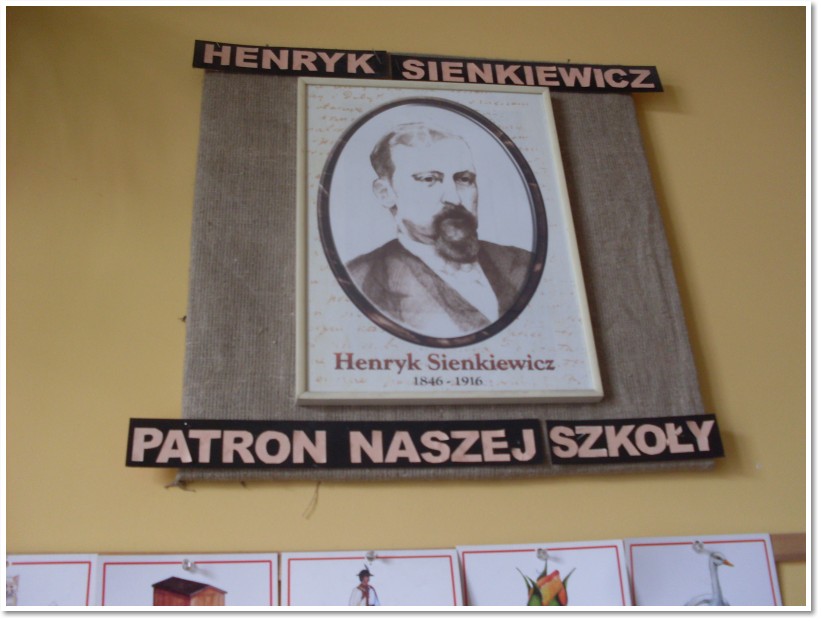 HENRYK SIENKIEWICZ
Henryk Sienkiewicz
1846 - 1916
PATRON NASZEJ SZKOŁY